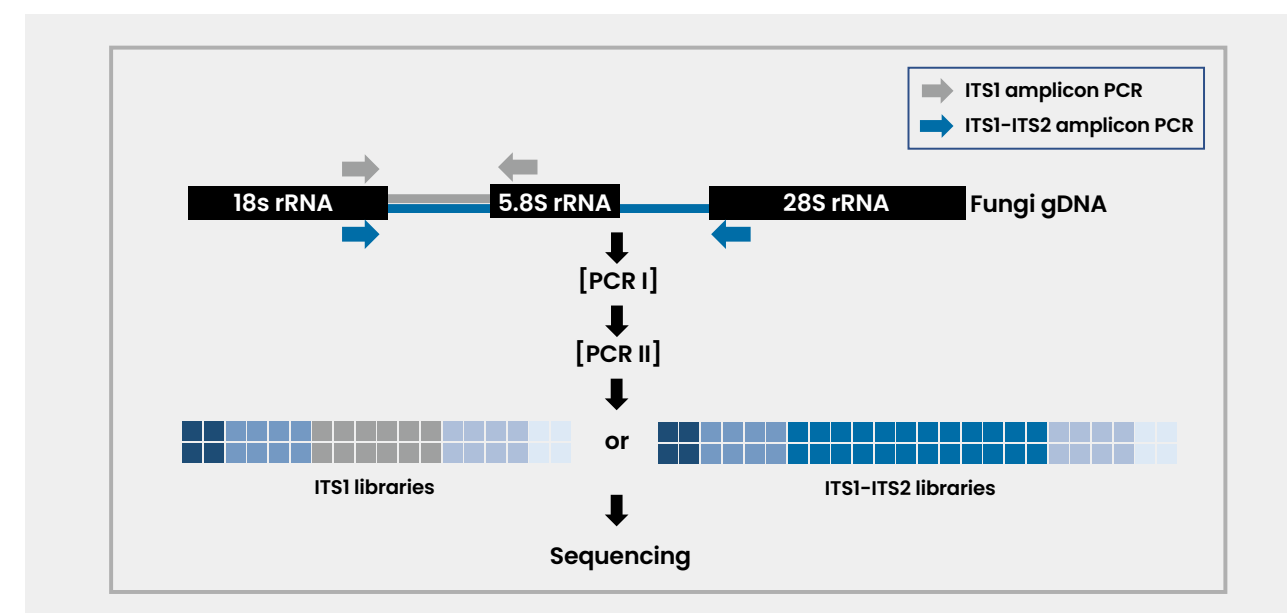 ITS1 amplicon PCR
ITS1-ITS2 amplicon PCR
18s rRNA
5.8S rRNA
28S rRNA
Fungi gDNA
[PCR I]
[PCR II]
or
ITS1 libraries
ITS1-ITS2 libraries
Sequencing